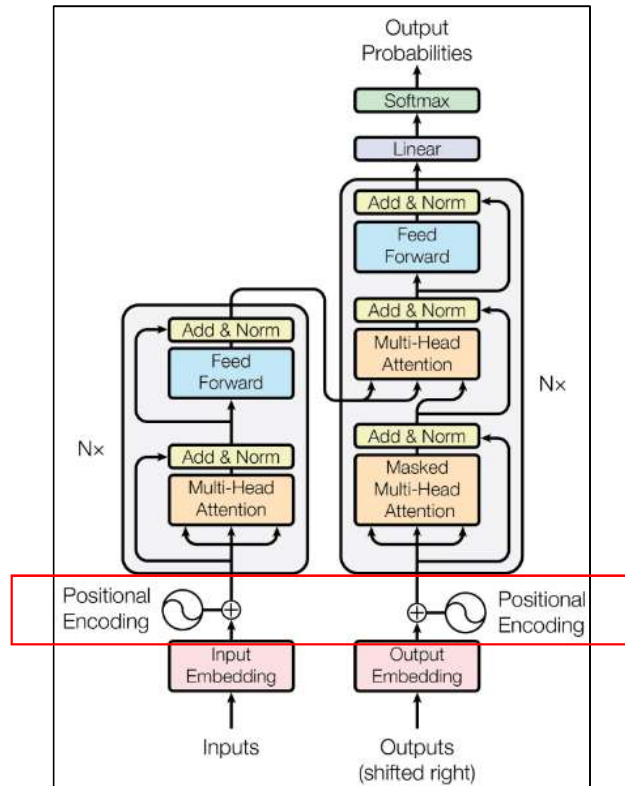 Output
Probabilities
Softmax
Linear
Add & Norm
Feed
Forward
Add & Norm
Multi-Head
Attention
Add & Norm
Masked
Multi-Head
Attention
Nx
Add & Norm
Feed
Forward
Add & Norm
Multi-Head
Attention
Nx
Positional
Encoding
Positional
Encoding
Input
Embedding
Output
Embedding
Inputs
Outputs
(shifted right)